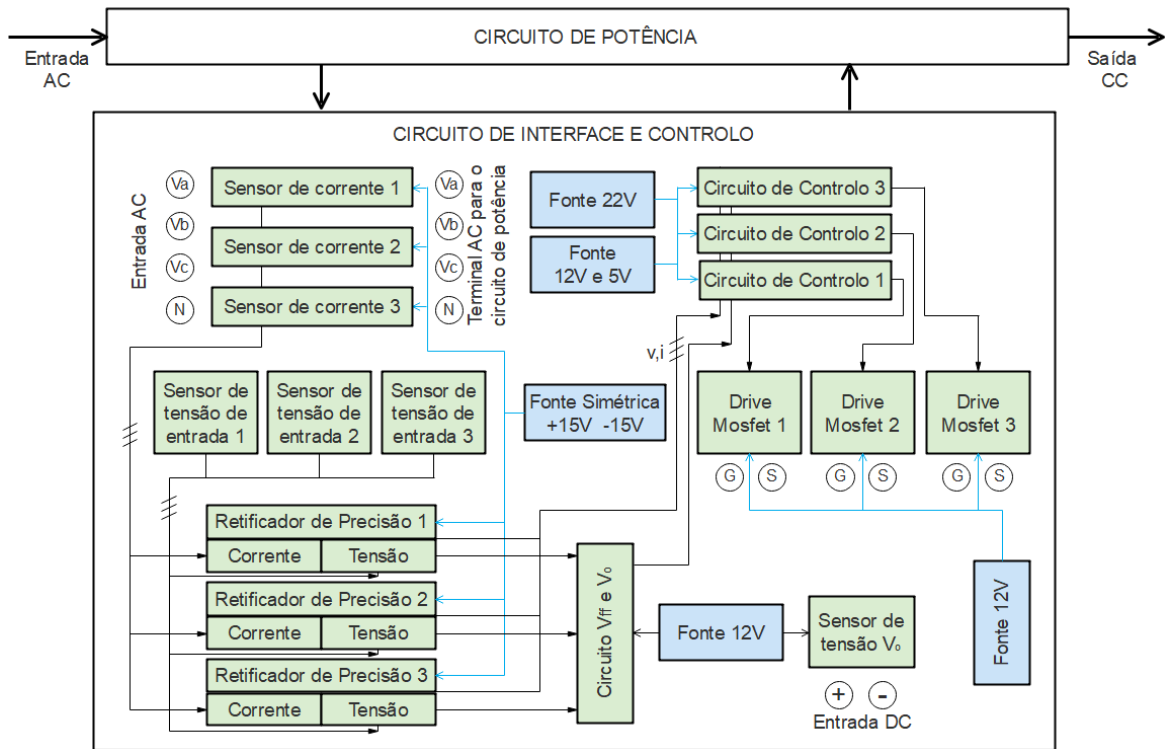 CIRCUITO DE POTÊNCIA
Entrada
AC
Saída
CC
CIRCUITO DE INTERFACE E CONTROLO
Entrada AC
Va
Vb
Vc
N
Sensor de corrente 1
Sensor de corrente 2
Sensor de corrente 3
Va
Vb
Vc
N
Terminal AC para o
circuito de potência
Fonte 22V
Fonte
12V e 5V
Circuito de Controlo 3
Circuito de Controlo 2
Circuito de Controlo 1
v,i
Sensor de
tensão de
entrada 1
Sensor de
tensão de
entrada 2
Sensor de
tensão de
entrada 3
Fonte Simétrica
+15V -15V
Drive
Mosfet 1
Drive
Mosfet 2
Drive
Mosfet 3
G
S
G
S
G
S
Retificador de Precisão 1
Corrente
Tensão
Retificador de Precisão 2
Corrente
Tensão
Retificador de Precisão 3
Corrente
Tensão
Circuito Vff e V₀
Fonte 12V
Sensor de
tensão V₀
+
-
Entrada DC
Fonte 12V